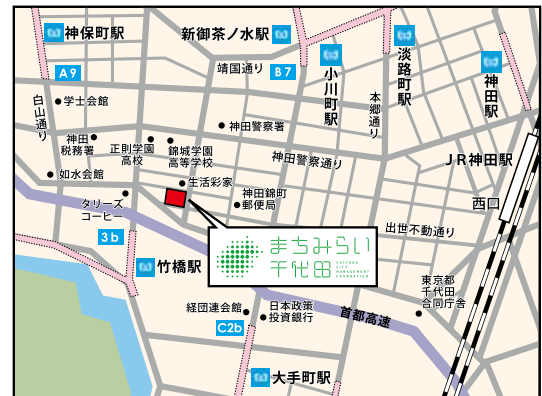 神保町駅
新御茶ノ水駅
淡路町駅
A9
靖国通り
B7
小川町駅
神田駅
白山通り
学士会館
本郷通り
神田警察署
神田
税務署
正則学園
高校
錦城学園
高等学校
神田警察通り
JR神田駅
如水会館
生活彩家
西口
タリーズ
コーヒー
神田錦町
郵便局
出世不動通り
3b
まちみらい
千代田
CHIYODA
CITY
MANAGEMENT
FOUNDATION
竹橋駅
東京都
千代田
合同庁舎
経団連会館
日本政策
投資銀行
首都高速
C2b
大手町駅